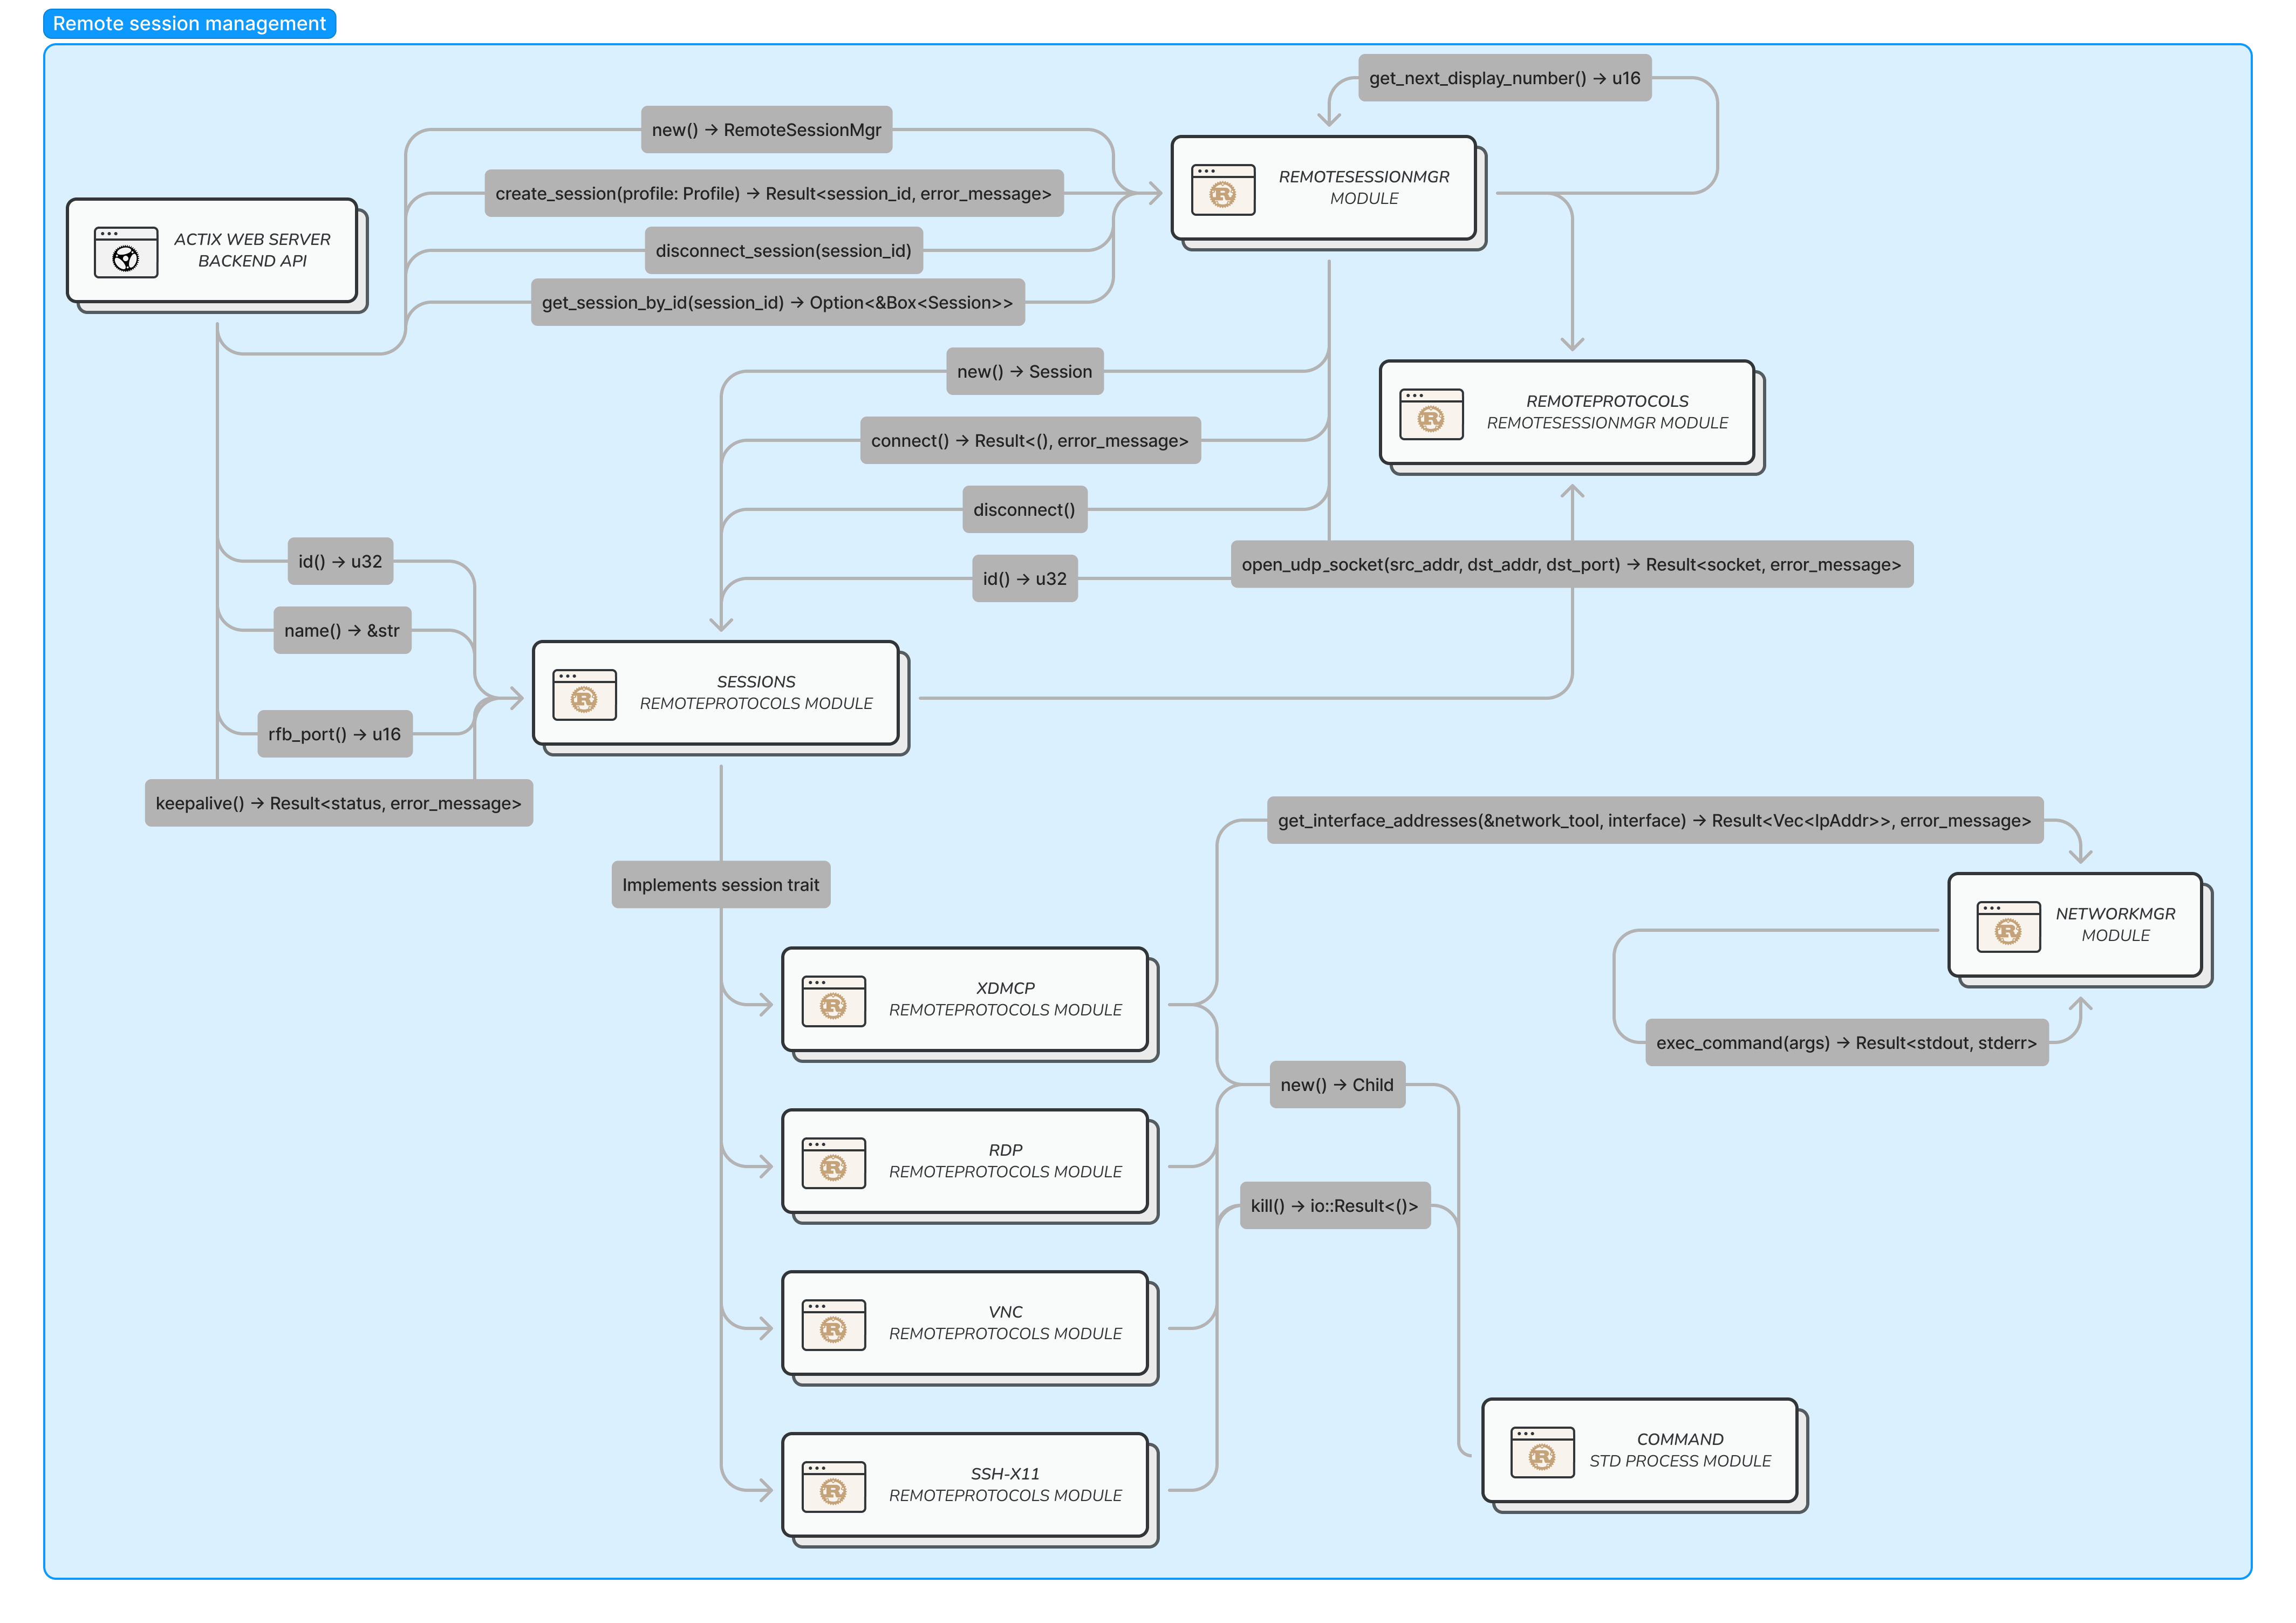 Remote session management
get_next_display_number() → u16
new() → RemoteSessionMgr
create_session(profile: Profile) → Result<session_id, error_message>
disconnect_session(session_id)
get_session_by_id(session_id) → Option<&Box<Session>>
REMOTESESSIONMGR
MODULE
ACTIX WEB SERVER
BACKEND API
new() → Session
connect() → Result<(), error_message>
disconnect()
id() → u32
REMOTEPROTOCOLS
REMOTESESSIONMGR MODULE
open_udp_socket(src_addr, dst_addr, dst_port) → Result<socket, error_message>
id() → u32
name() → &str
rfb_port() → u16
keepalive() → Result<status, error_message>
SESSIONS
REMOTEPROTOCOLS MODULE
Implements session trait
get_interface_addresses(&network_tool, interface) → Result<Vec<IpAddr>>, error_message>
NETWORKMGR
MODULE
exec_command(args) → Result<stdout, stderr>
XDMCP
REMOTEPROTOCOLS MODULE
new() → Child
RDP
REMOTEPROTOCOLS MODULE
kill() → io::Result<()>
VNC
REMOTEPROTOCOLS MODULE
SSH-X11
REMOTEPROTOCOLS MODULE
COMMAND
STD PROCESS MODULE